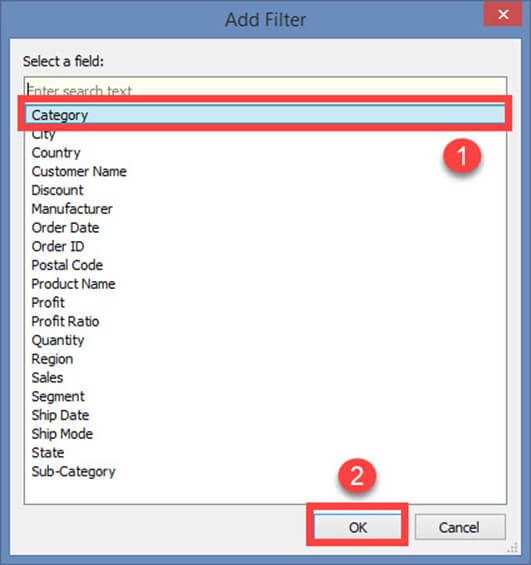 Add Filter
Select a field:
Enter search text
Category
1
City
Country
Customer Name
Discount
Manufacturer
Order Date
Order ID
Postal Code
Product Name
Profit
Profit Ratio
Quantity
Region
Sales
Segment
Ship Date
Ship Mode
State
Sub-Category
2
OK
Cancel